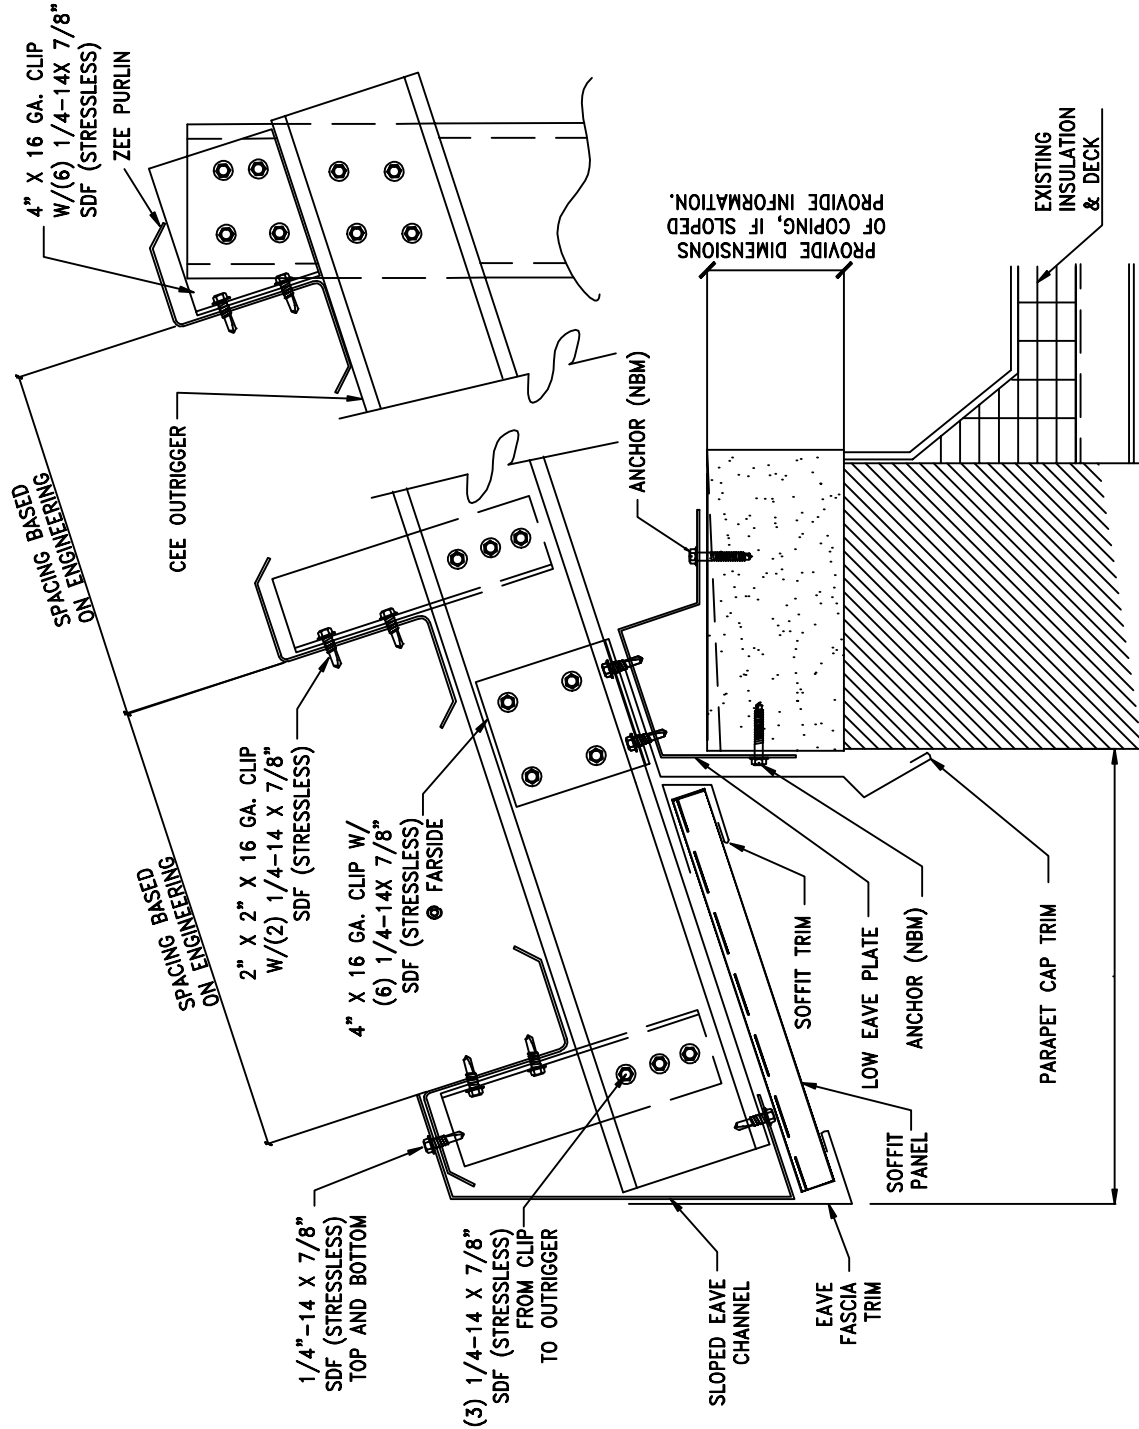 4" X 16 GA. CLIP
W/(6) 1/4-14X 7/8"
SDF (STRESSLESS)
ZEE PURLIN
SPACING BASED
ON ENGINEERING
CEE OUTRIGGER
SPACING BASED
ON ENGINEERING
2" X 2" X 16 GA. CLIP
W/(2) 1/4-14 X 7/8"
SDF (STRESSLESS)
4" X 16 GA. CLIP W/
(6) 1/4-14X 7/8"
SDF (STRESSLESS)
@ FARSIDE
1/4"-14 X 7/8"
SDF (STRESSLESS)
TOP AND BOTTOM
(3) 1/4-14 X 7/8"
SDF (STRESSLESS)
FROM CLIP
TO OUTRIGGER
SLOPED EAVE
CHANNEL
EAVE
FASCIA
TRIM
SOFFIT
PANEL
SOFFIT TRIM
LOW EAVE PLATE
ANCHOR (NBM)
PARAPET CAP TRIM
ANCHOR (NBM)
PROVIDE DIMENSIONS
OF COPING, IF SLOPED
PROVIDE INFORMATION.
EXISTING
INSULATION
& DECK